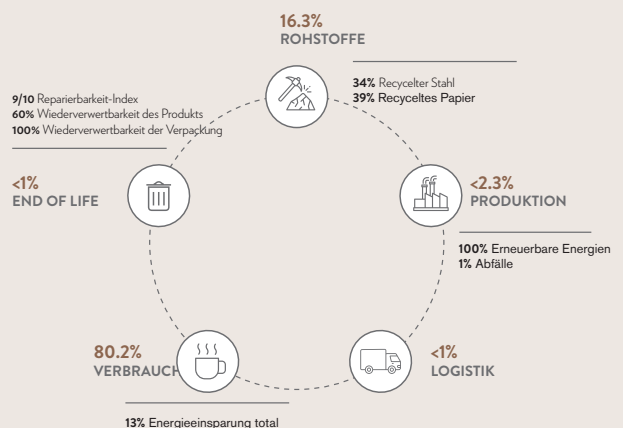 16.3%
ROHSTOFFE
34% Recycelter Stahl
39% Recyceltes Papier
9/10 Reparierbarkeit-Index
60% Wiederverwertbarkeit des Produkts
100% Wiederverwertbarkeit der Verpackung
<1%
END OF LIFE
<2.3%
PRODUKTION
100% Erneuerbare Energien
1% Abfälle
80.2%
VERBRAUCH
13% Energieeinsparung total
<1%
LOGISTIK